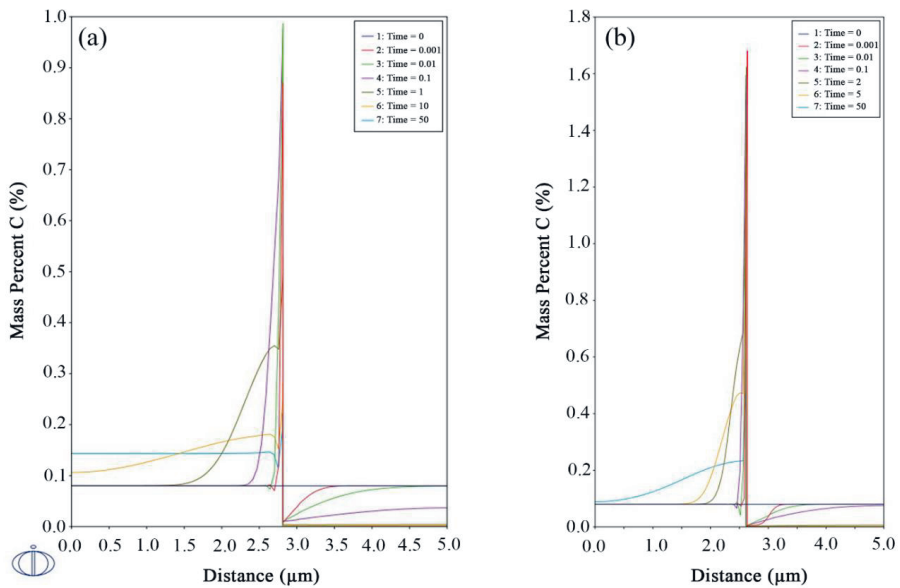 (a)
1: Time = 0
2: Time = 0.001
3: Time = 0.01
4: Time = 0.1
5: Time = 1
6: Time = 10
7: Time = 50
1.0
0.9
0.8
0.7
0.6
0.5
0.4
0.3
0.2
0.1
0.0
Mass Percent C (%)
0.0 0.5 1.0 1.5 2.0 2.5 3.0 3.5 4.0 4.5 5.0
Distance (µm)
(b)
1: Time = 0
2: Time = 0.001
3: Time = 0.01
4: Time = 0.1
5: Time = 2
6: Time = 5
7: Time = 50
1.8
1.6
1.4
1.2
1.0
0.8
0.6
0.4
0.2
0.0
Mass Percent C (%)
0.0 1.0 2.0 3.0 4.0 5.0
Distance (µm)